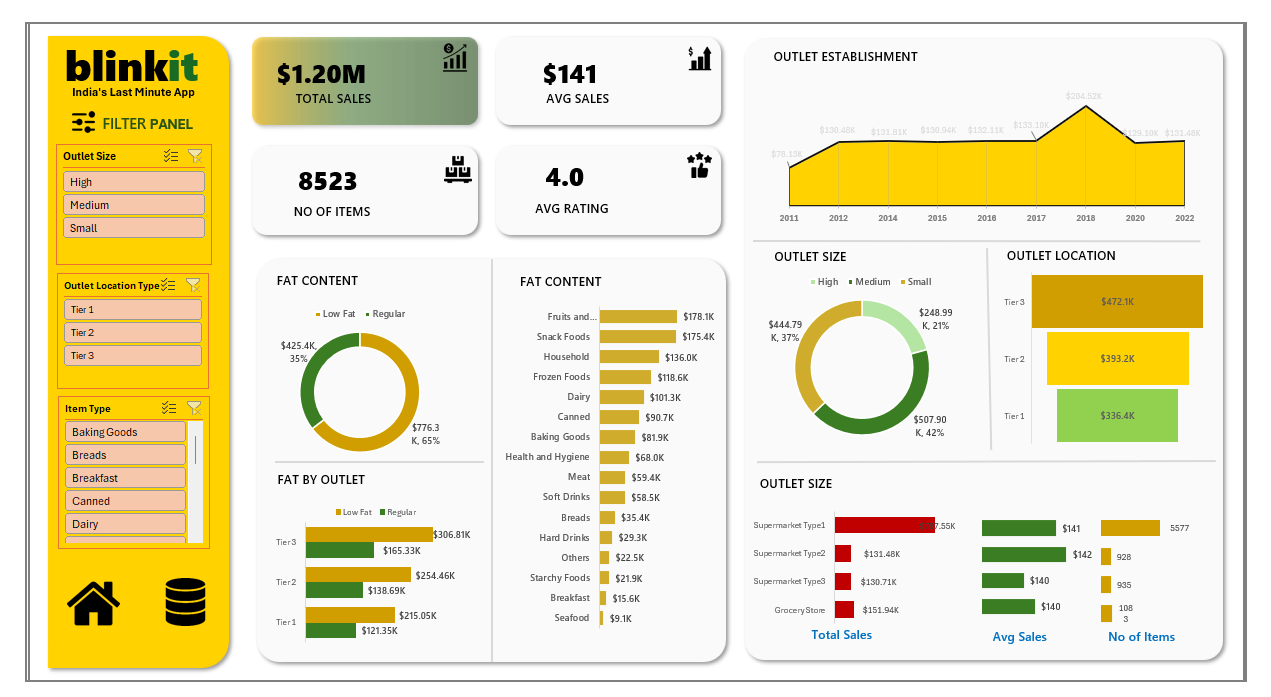 blinkit
India's Last Minute App
FILTER PANEL
Outlet Size
High
Medium
Small
Outlet Location Type
Tier 1
Tier 2
Tier 3
Item Type
Baking Goods
Breads
Breakfast
Canned
Dairy
$1.20M
TOTAL SALES
$141
AVG SALES
8523
NO OF ITEMS
4.0
AVG RATING
FAT CONTENT
Low Fat Regular
$425.4K,
35%
$776.3
K, 65%
FAT BY OUTLET
Low Fat Regular
Tier 3 $306.81K
$165.33K
Tier 2 $254.46K
$138.69K
Tier 1 $215.05K
$121.35K
FAT CONTENT
Fruits and... $178.1K
Snack Foods $175.4K
Household $136.0K
Frozen Foods $118.6K
Dairy $101.3K
Canned $90.7K
Baking Goods $81.9K
Health and Hygiene $68.0K
Meat $59.4K
Soft Drinks $58.5K
Breads $35.4K
Hard Drinks $29.3K
Others $22.5K
Starchy Foods $21.9K
Breakfast $15.6K
Seafood $9.1K
OUTLET ESTABLISHMENT
$130.48K $131.81K $130.94K $132.11K $133.10K $294.52K $129.10K $131.48K
2011 2012 2014 2015 2016 2017 2018 2020 2022
OUTLET SIZE
High Medium Small
$248.99
K, 21%
$444.79
K, 37%
$507.90
K, 42%
OUTLET LOCATION
Tier 3 $472.1K
Tier 2 $393.2K
Tier 1 $336.4K
OUTLET SIZE
Supermarket Type1 $141 5577
Supermarket Type2 $131.48K $142 928
Supermarket Type3 $130.71K $140 935
Grocery Store $151.94K $140 108
3
Total Sales Avg Sales No of Items